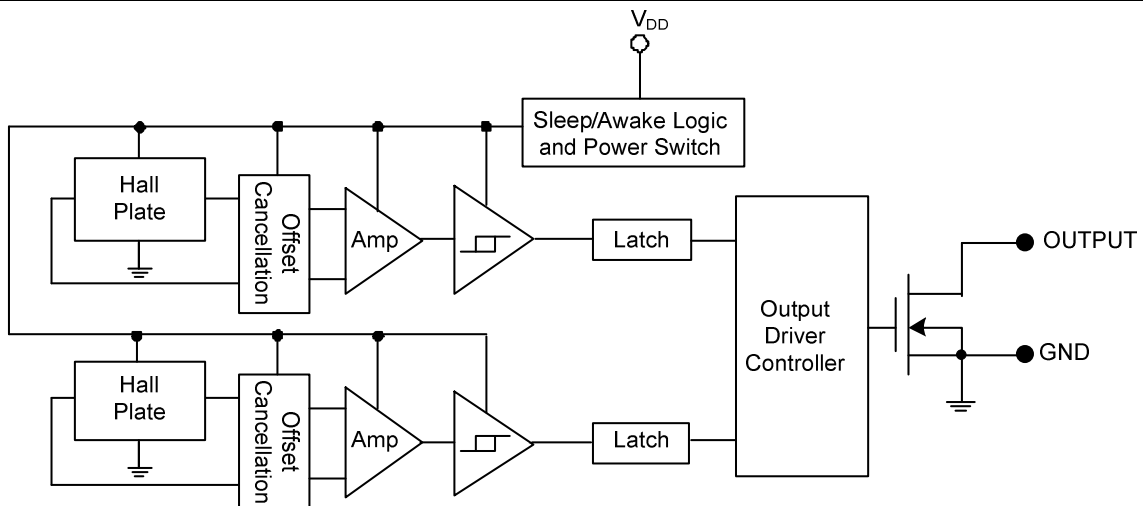 VDD
Sleep/Awake Logic
and Power Switch
Hall
Plate
Offset
Cancellation
Amp
Latch
OUTPUT
Output
Driver
Controller
GND
Hall
Plate
Offset
Cancellation
Amp
Latch